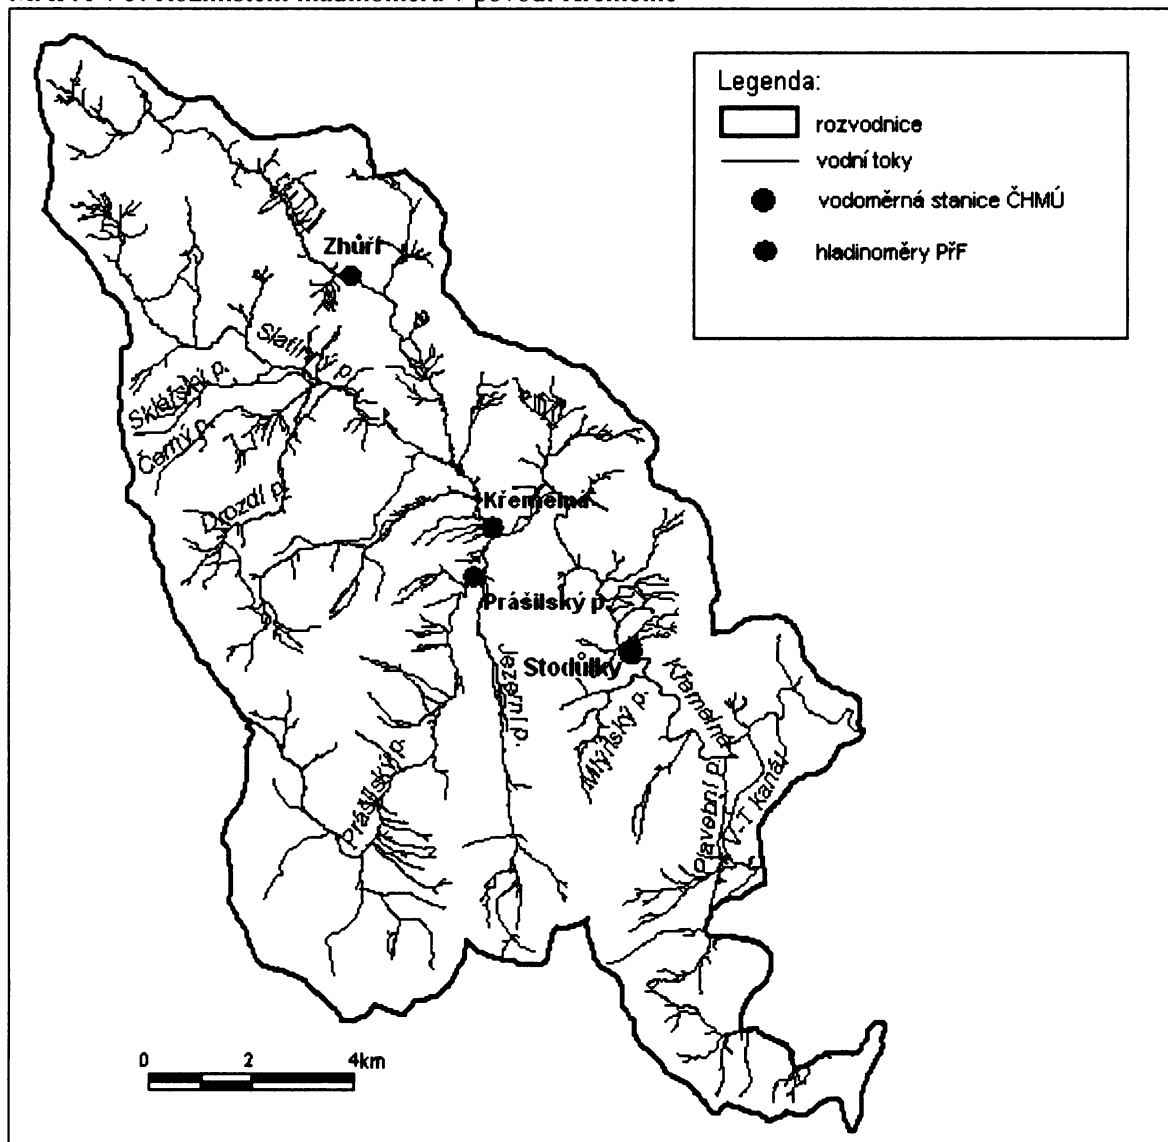 Legenda:
rozvodnice
vodní toky
vodoměrná stanice ČHMÚ
hladinoměry PřF
Zhůří
Slatinný p.
Sklářský p.
Černý p.
Drozdí p.
Křemelná
Prášilský p.
Stodůlky
Jezerní p.
Křemelná
Mlýnský p.
Prášilský p.
Plavební p.
V-T kanál
0 2 4km